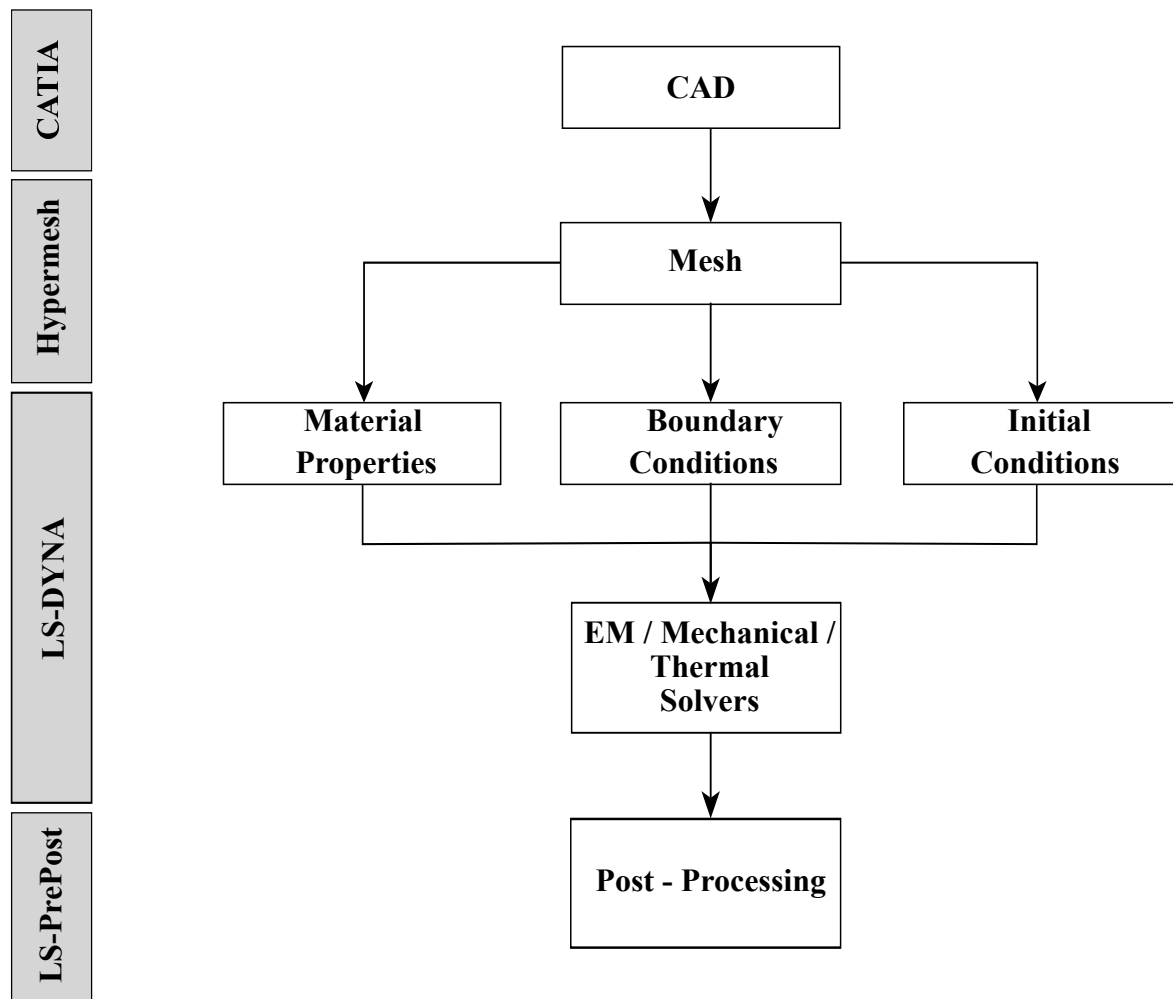 CATIA
CAD
Hypermesh
Mesh
LS-DYNA
Material
Properties
Boundary
Conditions
Initial
Conditions
EM / Mechanical /
Thermal
Solvers
LS-PrePost
Post - Processing